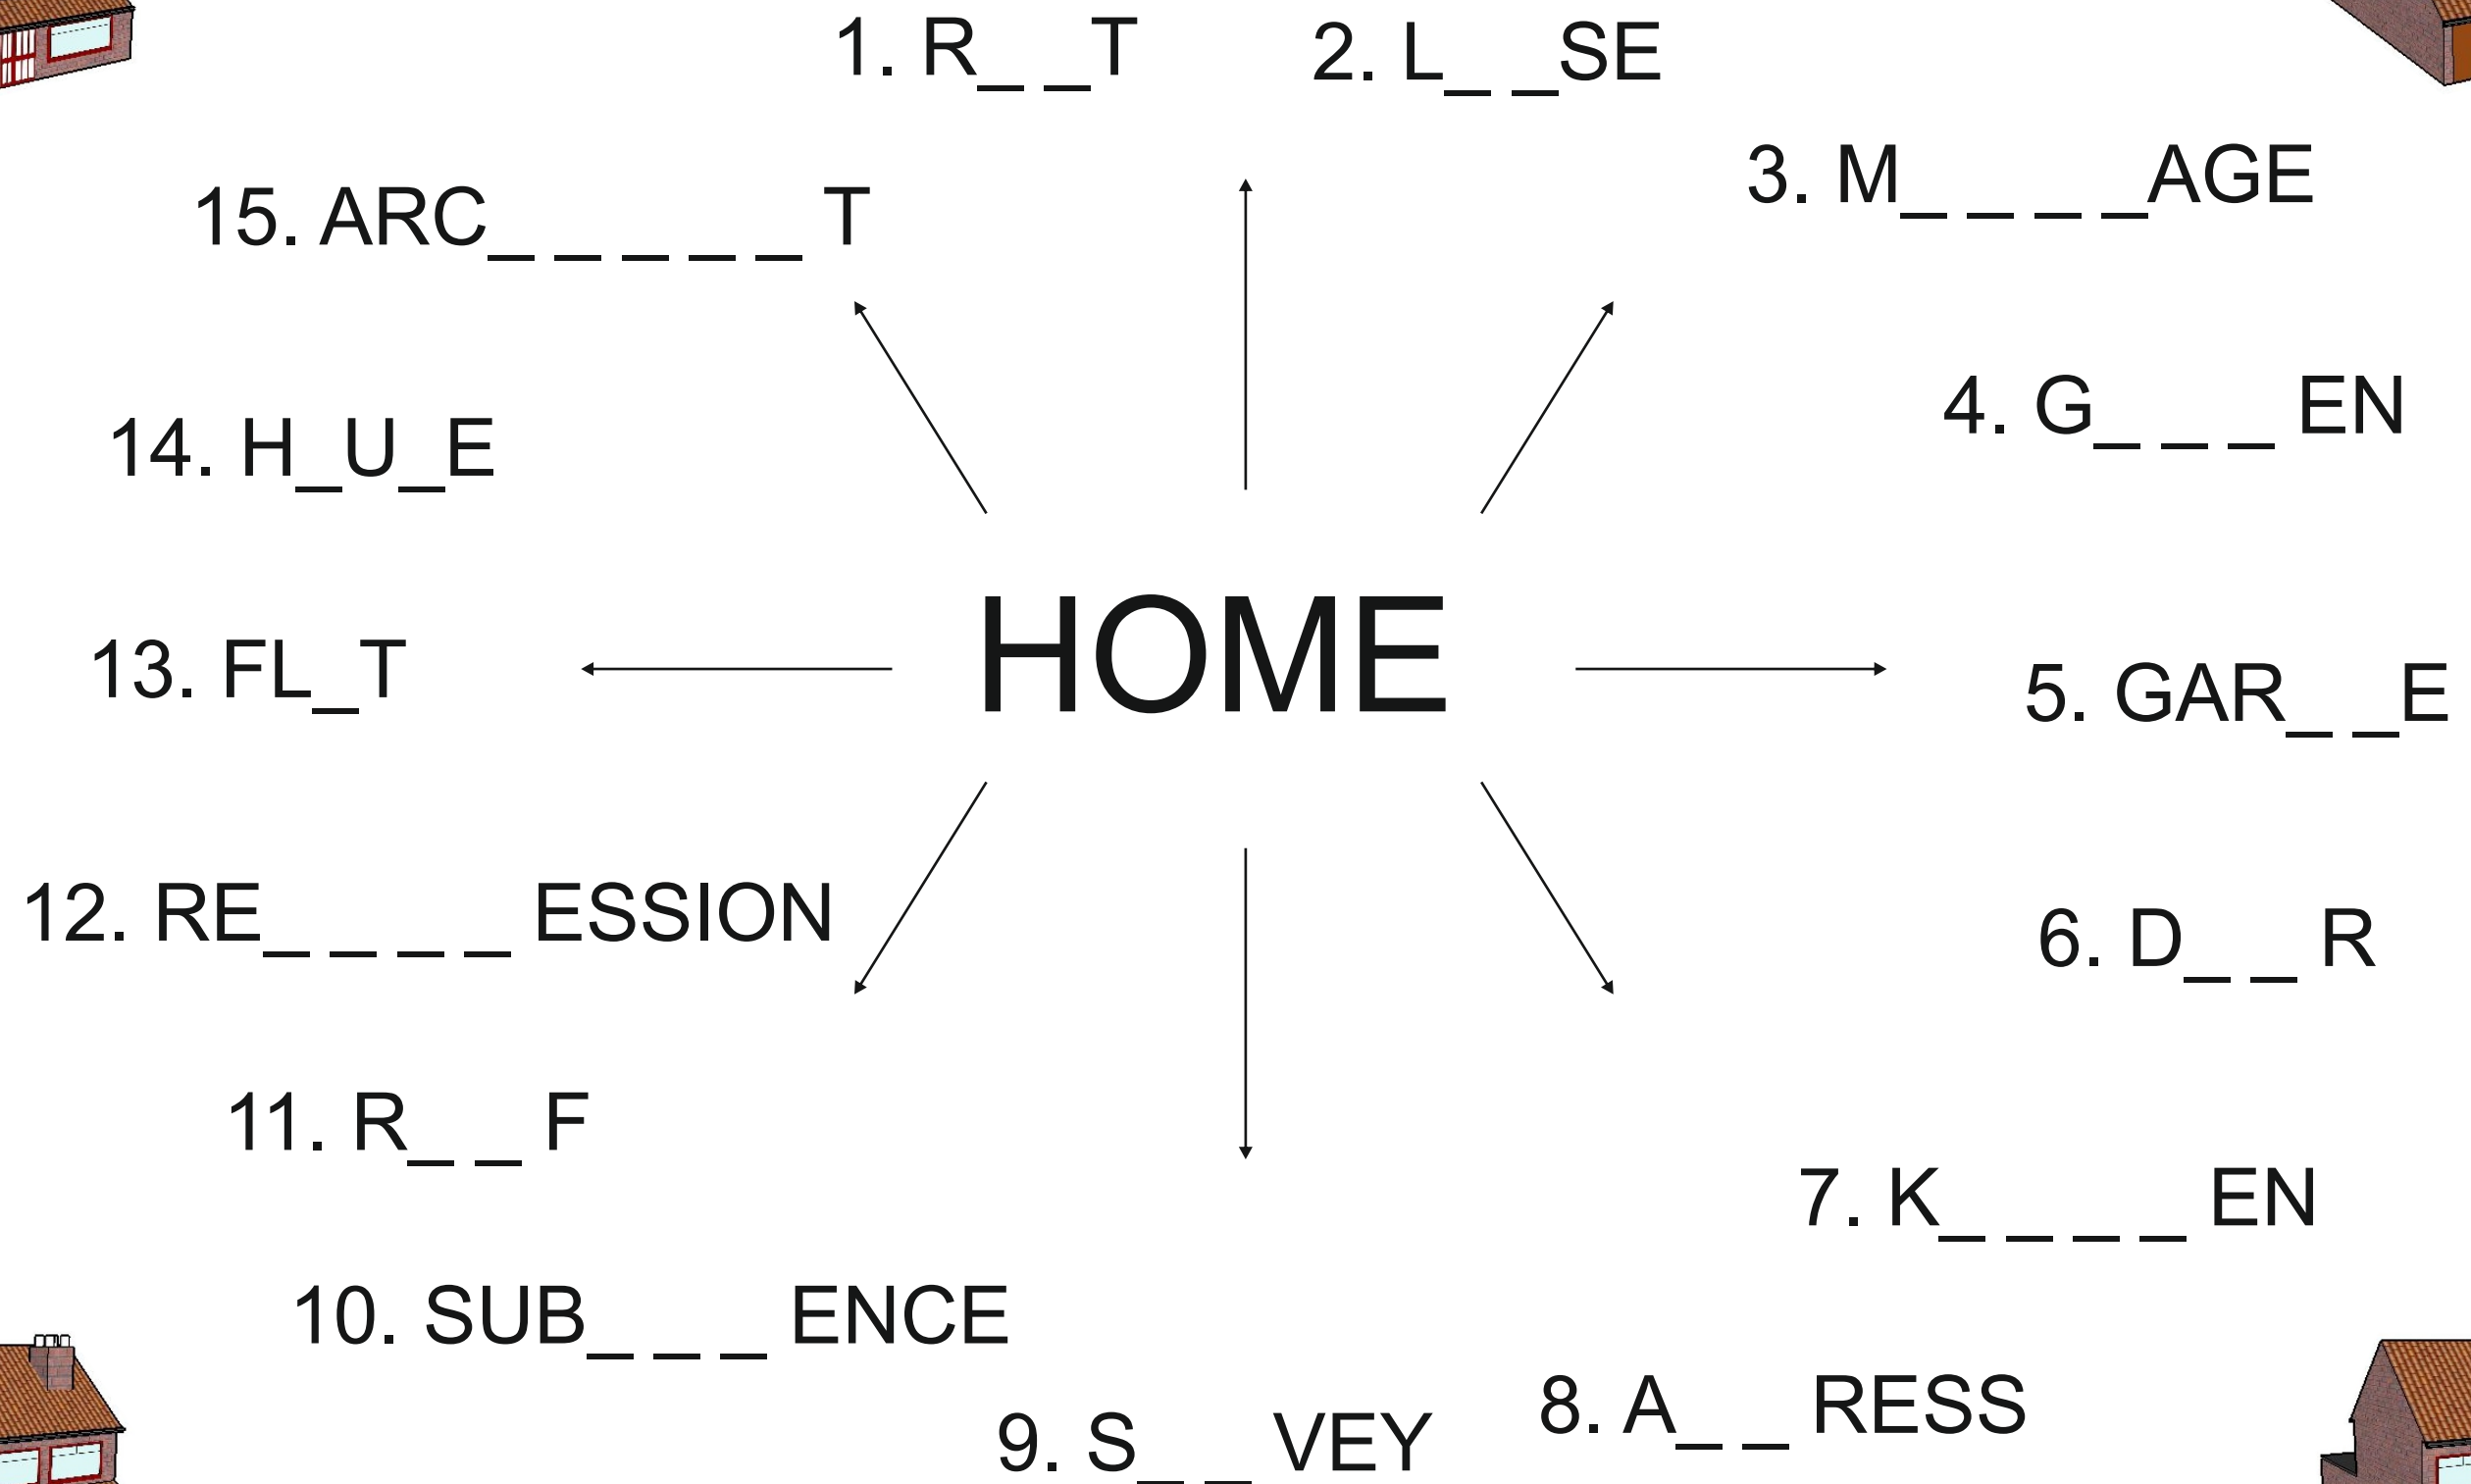 1. R_ _T
2. L_ _SE
3. M_ _ _ _AGE
4. G_ _ _ EN
5. GAR_ _E
6. D_ _ R
7. K_ _ _ _ EN
8. A_ _ RESS
9. S_ _ VEY
10. SUB_ _ _ ENCE
11. R_ _ F
12. RE_ _ _ _ ESSION
13. FL_T
14. H_U_E
15. ARC_ _ _ _ _ T
HOME